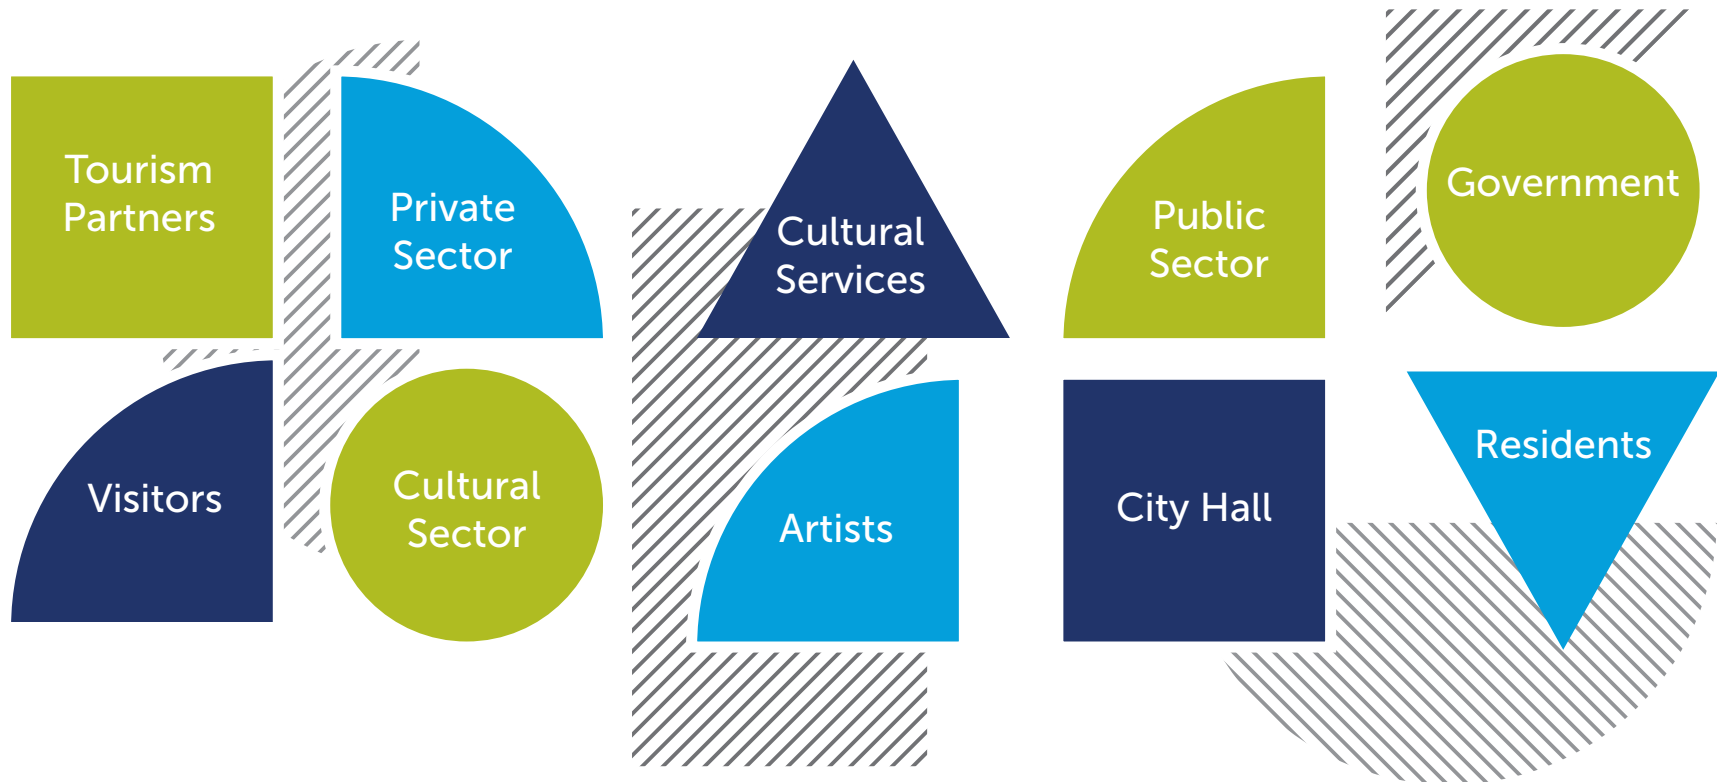 Tourism
Partners
Private
Sector
Cultural
Services
Public
Sector
Government
Visitors
Cultural
Sector
Artists
City Hall
Residents